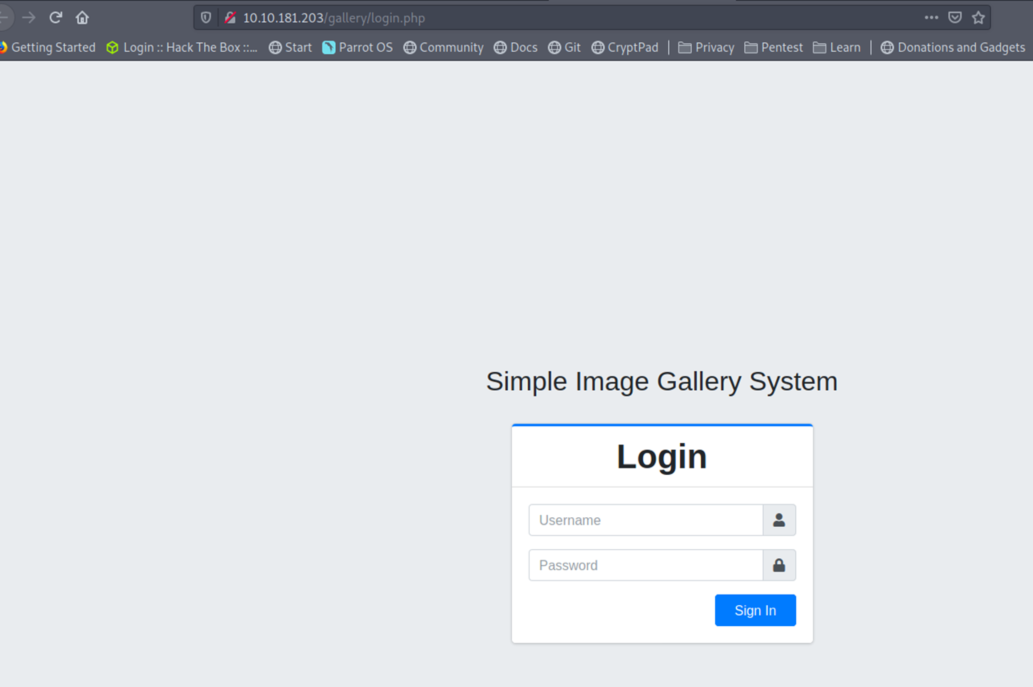 10.10.181.203/gallery/login.php
Getting Started Login :: Hack The Box ::... Start Parrot OS Community Docs Git CryptPad Privacy Pentest Learn Donations and Gadgets
Simple Image Gallery System
Login
Username
Password
Sign In